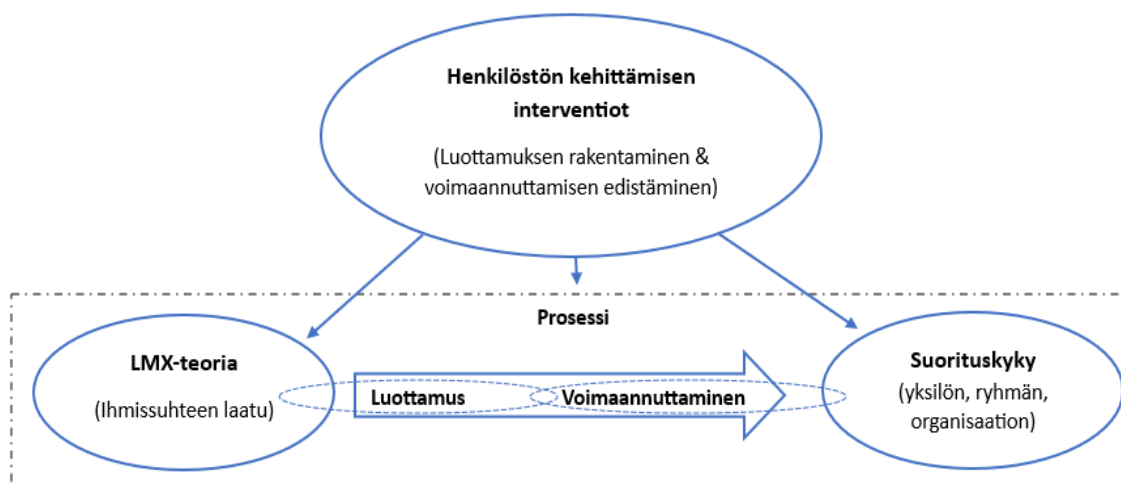 Henkilöstön kehittämisen
interventiot
(Luottamuksen rakentaminen &
voimaannuttamisen edistäminen)
Prosessi
LMX-teoria
(Ihmissuhteen laatu)
Luottamus
Voimaannuttaminen
Suorituskyky
(yksilön, ryhmän,
organisaation)